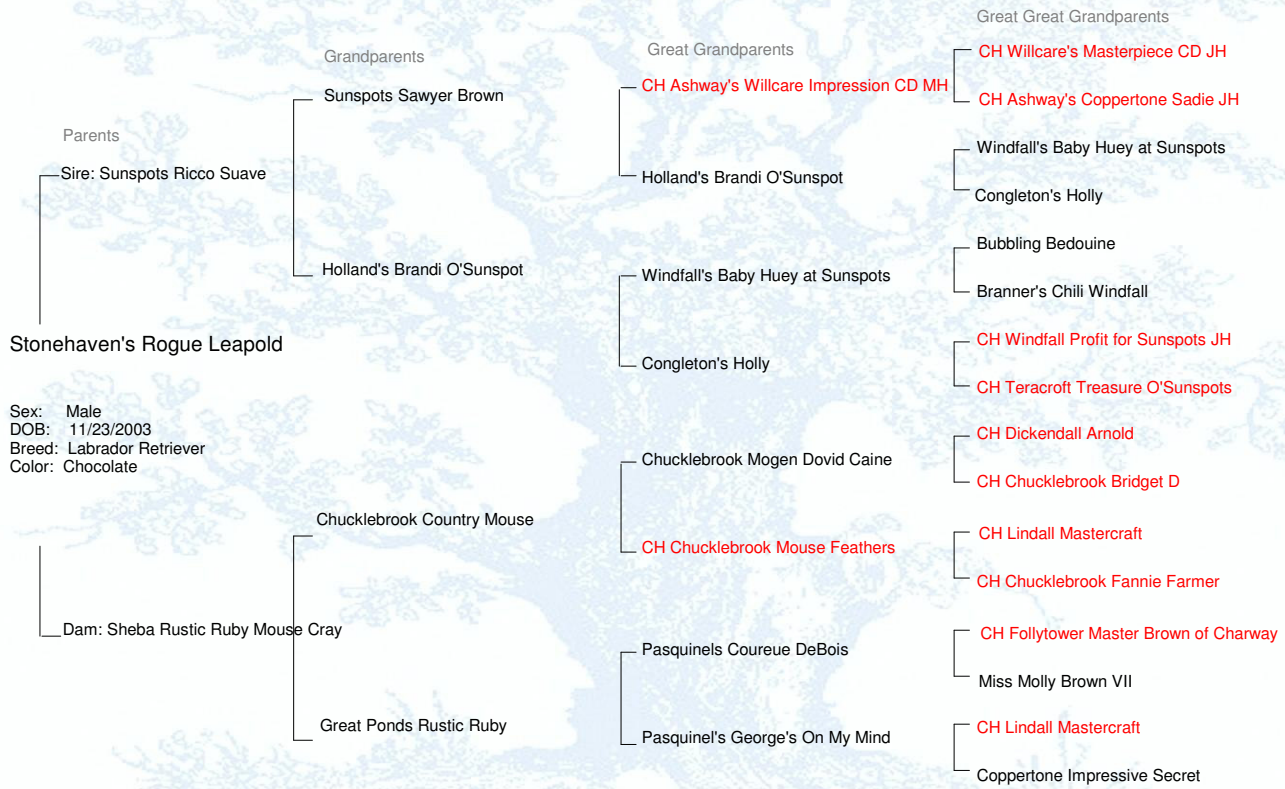 Great Great Grandparents
Great Grandparents
Grandparents
Parents
Sire: Sunspots Ricco Suave
Sunspots Sawyer Brown
Holland's Brandi O'Sunspot
CH Ashway's Willcare Impression CD MH
Holland's Brandi O'Sunspot
Windfall's Baby Huey at Sunspots
Congleton's Holly
CH Willcare's Masterpiece CD JH
CH Ashway's Coppertone Sadie JH
Windfall's Baby Huey at Sunspots
Congleton's Holly
Bubbling Bedouine
Branner's Chili Windfall
CH Windfall Profit for Sunspots JH
CH Teracroft Treasure O'Sunspots
Stonehaven's Rogue Leapold
Sex: Male
DOB: 11/23/2003
Breed: Labrador Retriever
Color: Chocolate
Dam: Sheba Rustic Ruby Mouse Cray
Chucklebrook Country Mouse
Great Ponds Rustic Ruby
Chucklebrook Mogen Dovid Caine
CH Chucklebrook Mouse Feathers
Pasquinels Coureue DeBois
Pasquinel's George's On My Mind
CH Dickendall Arnold
CH Chucklebrook Bridget D
CH Lindall Mastercraft
CH Chucklebrook Fannie Farmer
CH Follytower Master Brown of Charway
Miss Molly Brown VII
CH Lindall Mastercraft
Coppertone Impressive Secret